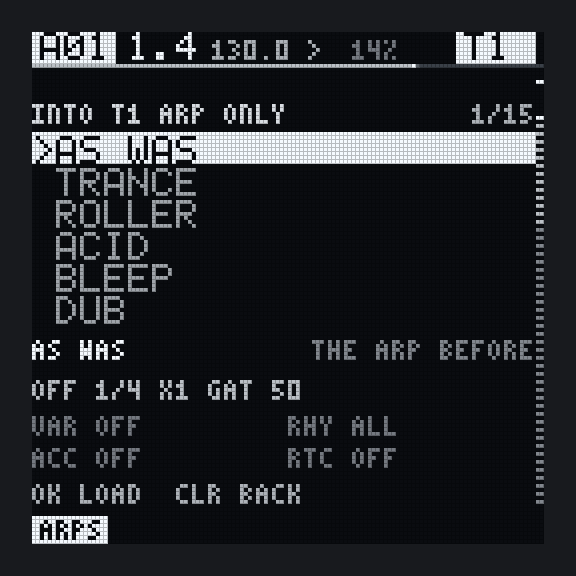 A01 1.4 130.0 > 14% T1
INTO T1 ARP ONLY 1/15
>AS WAS
TRANCE
ROLLER
ACID
BLEEP
DUB
AS WAS THE ARP BEFORE
OFF 1/4 X1 GAT 50
VAR OFF RHY ALL
ACC OFF RTC OFF
OK LOAD CLR BACK
ARPS